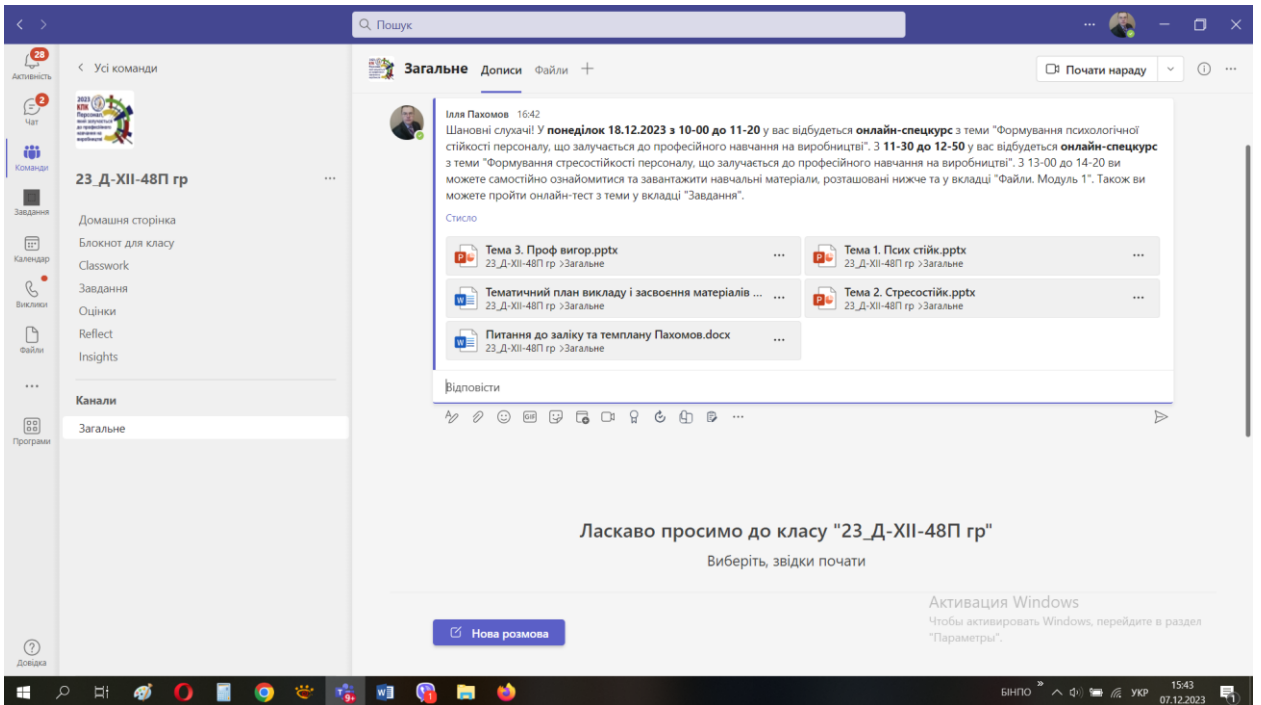 Пошук
28
Активність
2
Чат
Команди
Завдання
Календар
Виклики
Файли
Програми
Довідка
Усі команди
23_Д-ХІІ-48П гр
Домашня сторінка
Блокнот для класу
Classwork
Завдання
Оцінки
Reflect
Insights
Канали
Загальне
Загальне Дописи Файли
Почати нараду
Ілля Пахомов 16:42
Шановні слухачі! У понеділок 18.12.2023 з 10-00 до 11-20 у вас відбудеться онлайн-спецкурс з теми "Формування психологічної
стійкості персоналу, що залучається до професійного навчання на виробництві". З 11-30 до 12-50 у вас відбудеться онлайн-спецкурс
з теми "Формування стресостійкості персоналу, що залучається до професійного навчання на виробництві". З 13-00 до 14-20 ви
можете самостійно ознайомитися та завантажити навчальні матеріали, розташовані нижче та у вкладці "Файли. Модуль 1". Також ви
можете пройти онлайн-тест з теми у вкладці "Завдання".
Стисло
Тема 3. Проф вигор.pptx
23_Д-ХІІ-48П гр >Загальне
Тема 1. Псих стійк.pptx
23_Д-ХІІ-48П гр >Загальне
Тематичний план викладу і засвоєння матеріалів ...
23_Д-ХІІ-48П гр >Загальне
Тема 2. Стресостійк.pptx
23_Д-ХІІ-48П гр >Загальне
Питання до заліку та темплану Пахомов.docx
23_Д-ХІІ-48П гр >Загальне
Відповісти
GIF
Ласкаво просимо до класу "23_Д-ХІІ-48П гр"
Виберіть, звідки почати
Нова розмова
Активация Windows
Чтобы активировать Windows, перейдите в раздел
"Параметры".
9+
БІНПО
УКР
15:43
07.12.2023